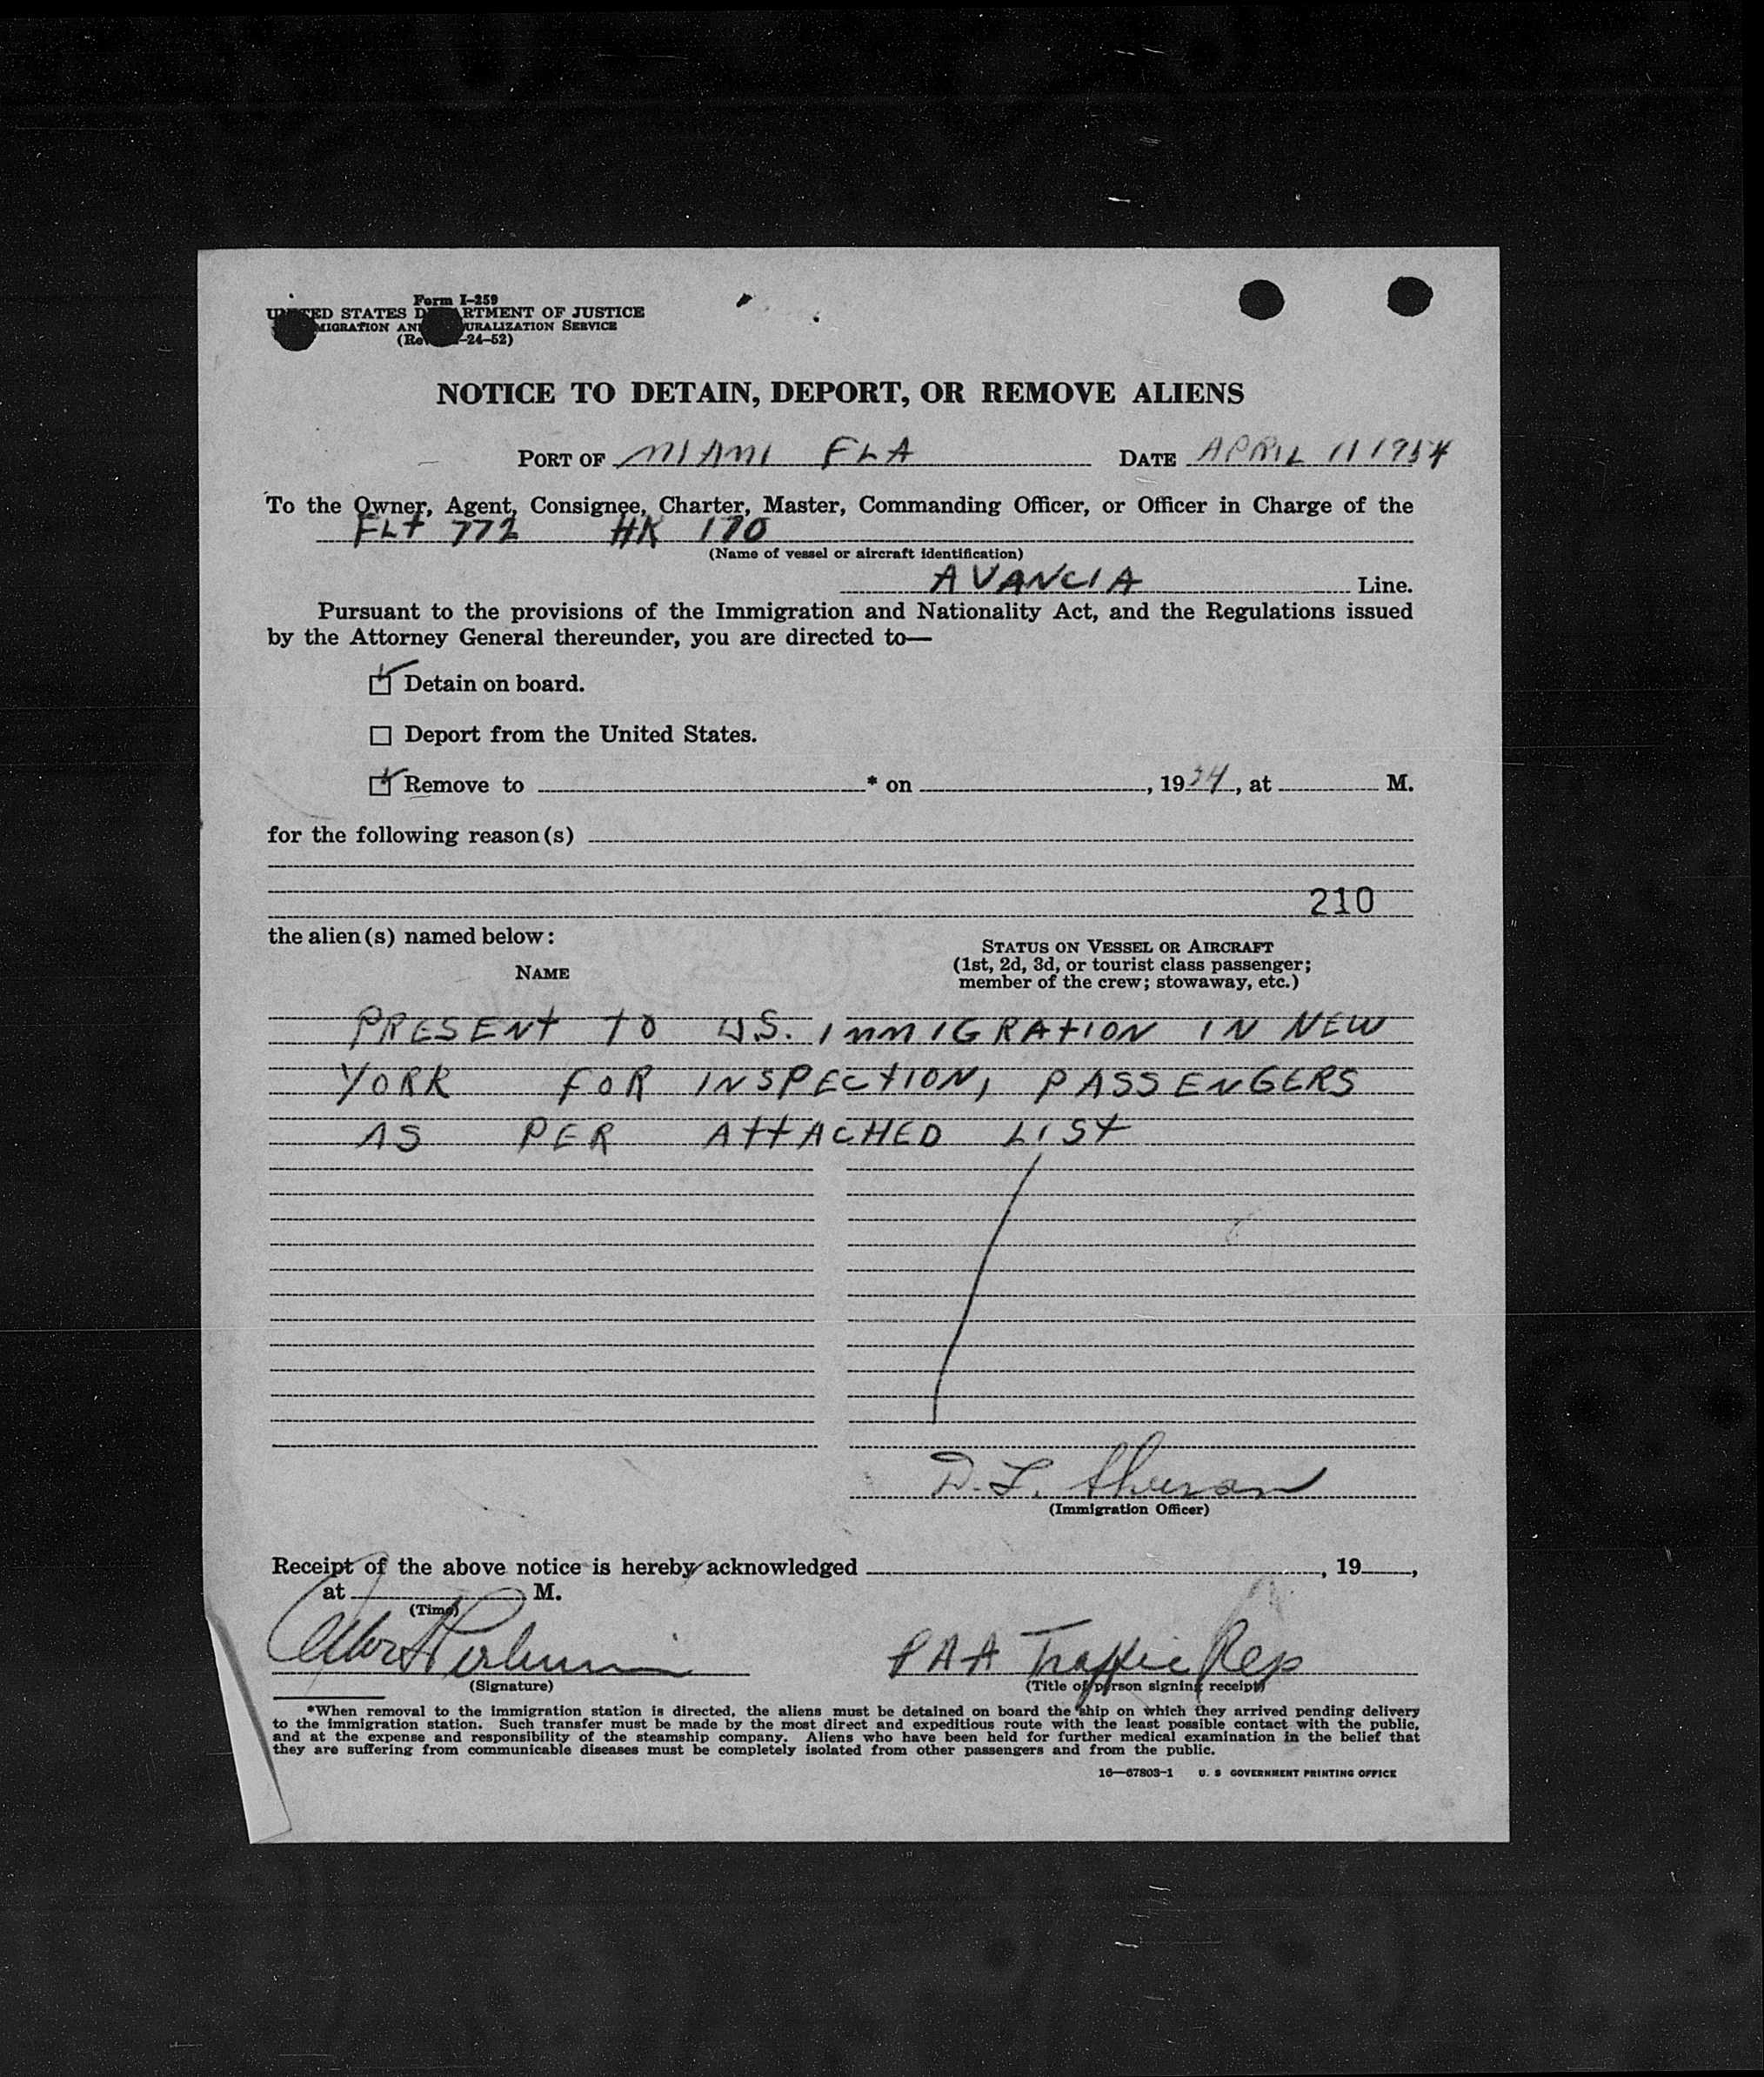 Form I-259
UNITED STATES DEPARTMENT OF JUSTICE
IMMIGRATION AND NATURALIZATION SERVICE
(Rev. -24-52)
NOTICE TO DETAIN, DEPORT, OR REMOVE ALIENS
PORT OF MIAMI FLA DATE APRIL 11 1954
To the Owner, Agent, Consignee, Charter, Master, Commanding Officer, or Officer in Charge of the
FLT 772 HK 170
(Name of vessel or aircraft identification)
AVANCIA Line.
Pursuant to the provisions of the Immigration and Nationality Act, and the Regulations issued
by the Attorney General thereunder, you are directed to—
Detain on board.
Deport from the United States.
Remove to * on , 1954, at M.
for the following reason(s)
210
the alien(s) named below:
NAME
STATUS ON VESSEL OR AIRCRAFT
(1st, 2d, 3d, or tourist class passenger;
member of the crew; stowaway, etc.)
PRESENT TO U.S. IMMIGRATION IN NEW
YORK FOR INSPECTION, PASSENGERS
AS PER ATTACHED LIST
D. L.
(Immigration Officer)
Receipt of the above notice is hereby acknowledged , 19 ,
at M.
(Time)
PAA Traffic Rep
(Signature)
(Title of person signing receipt)
*When removal to the immigration station is directed, the aliens must be detained on board the ship on which they arrived pending delivery
to the immigration station. Such transfer must be made by the most direct and expeditious route with the least possible contact with the public,
and at the expense and responsibility of the steamship company. Aliens who have been held for further medical examination in the belief that
they are suffering from communicable diseases must be completely isolated from other passengers and from the public.
16—67803-1 U. S GOVERNMENT PRINTING OFFICE